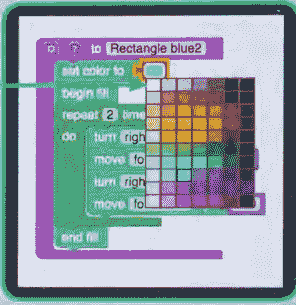 ? to Rectangle blue2
set color to
begin fill
repeat 2 time
do turn righ
move fo
turn righ
move fo
end fill